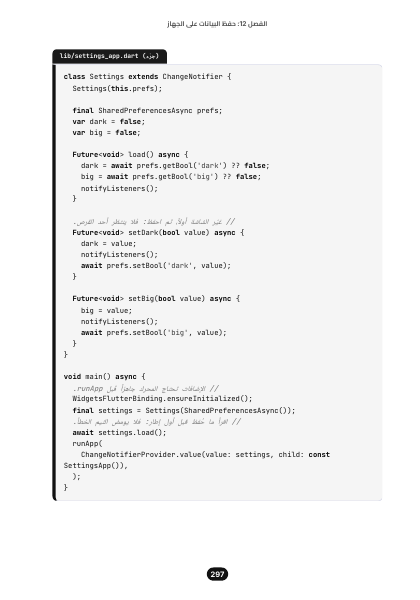 الفصل 12: حفظ البيانات على الجهاز
lib/settings_app.dart (جزء)
class Settings extends ChangeNotifier {
  Settings(this.prefs);

  final SharedPreferencesAsync prefs;
  var dark = false;
  var big = false;

  Future<void> load() async {
    dark = await prefs.getBool('dark') ?? false;
    big = await prefs.getBool('big') ?? false;
    notifyListeners();
  }

  // غيّر الشاشة أولاً، ثم احفظ: فلا ينتظر أحد القرص.
  Future<void> setDark(bool value) async {
    dark = value;
    notifyListeners();
    await prefs.setBool('dark', value);
  }

  Future<void> setBig(bool value) async {
    big = value;
    notifyListeners();
    await prefs.setBool('big', value);
  }
}

void main() async {
  // الإضافات تحتاج المحرك جاهزاً قبل runApp.
  WidgetsFlutterBinding.ensureInitialized();
  final settings = Settings(SharedPreferencesAsync());
  // اقرأ ما حُفظ قبل أول إطار: فلا يومض الثيم الخطأ.
  await settings.load();
  runApp(
    ChangeNotifierProvider.value(value: settings, child: const
SettingsApp()),
  );
}
297